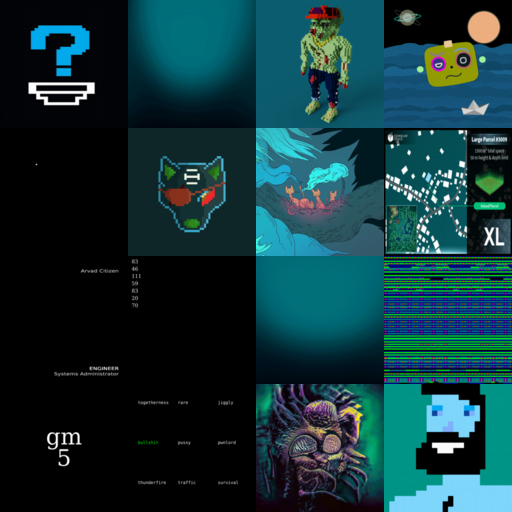 ?
Large Parcel #3009
XL
Arvad Citizen
83
46
111
59
83
20
70
ENGINEER
Systems Administrator
gm
5
togetherness rare jiggly
bullshit pussy pwnlord
thunderfire traffic survival